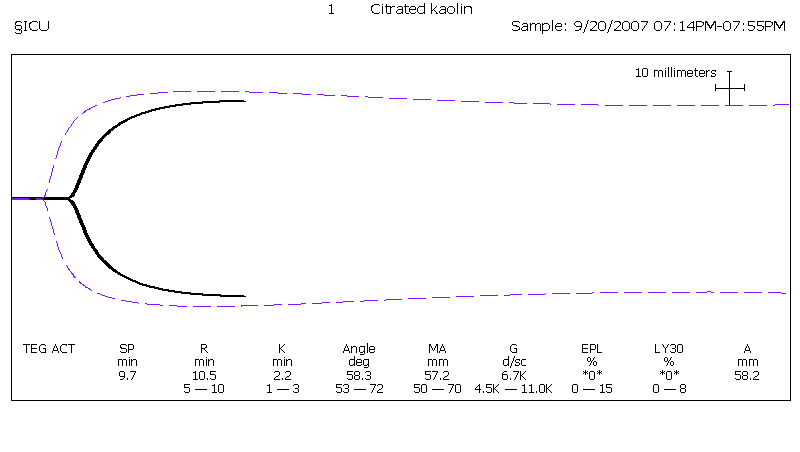 1 Citrated kaolin
§ICU
Sample: 9/20/2007 07:14PM-07:55PM
10 millimeters
TEG ACT SP R K Angle MA G EPL LY30 A
min min min deg mm d/sc % % mm
9.7 10.5 2.2 58.3 57.2 6.7K *0* *0* 58.2
5 — 10 1 — 3 53 — 72 50 — 70 4.5K — 11.0K 0 — 15 0 — 8